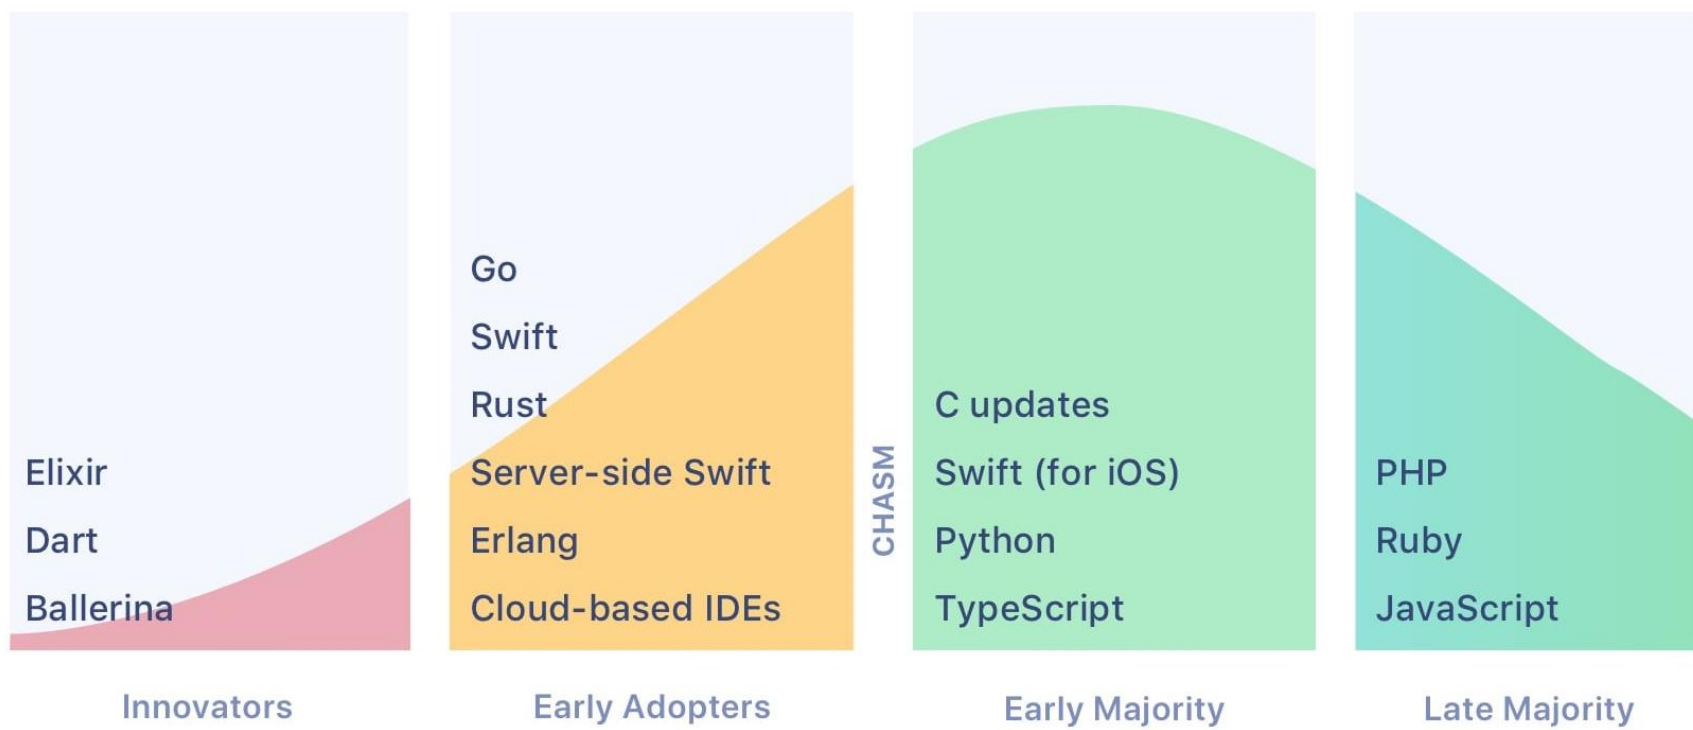 Elixir
Dart
Ballerina
Innovators
Go
Swift
Rust
Server-side Swift
Erlang
Cloud-based IDEs
Early Adopters
CHASM
C updates
Swift (for iOS)
Python
TypeScript
Early Majority
PHP
Ruby
JavaScript
Late Majority